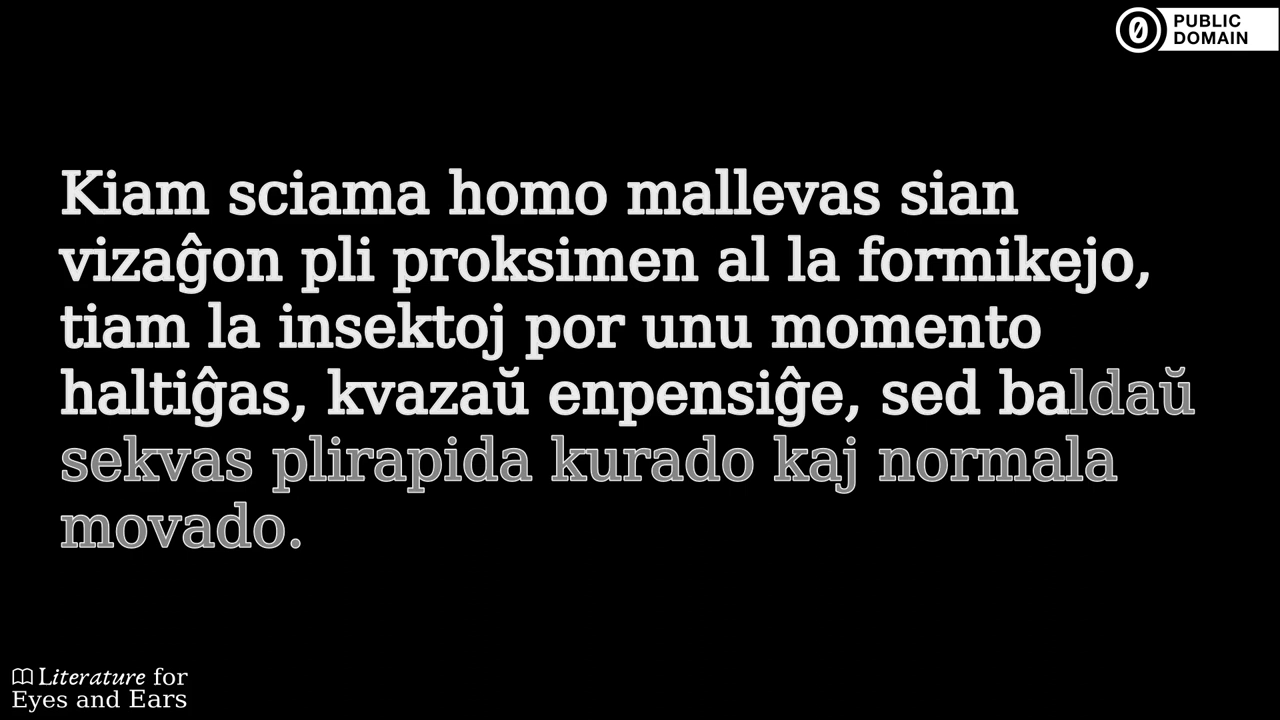 PUBLIC
DOMAIN
Kiam sciama homo mallevas sian
vizaĝon pli proksimen al la formikejo,
tiam la insektoj por unu momento
haltiĝas, kvazaŭ enpensiĝe, sed baldaŭ
sekvas plirapida kurado kaj normala
movado.
Literature for
Eyes and Ears